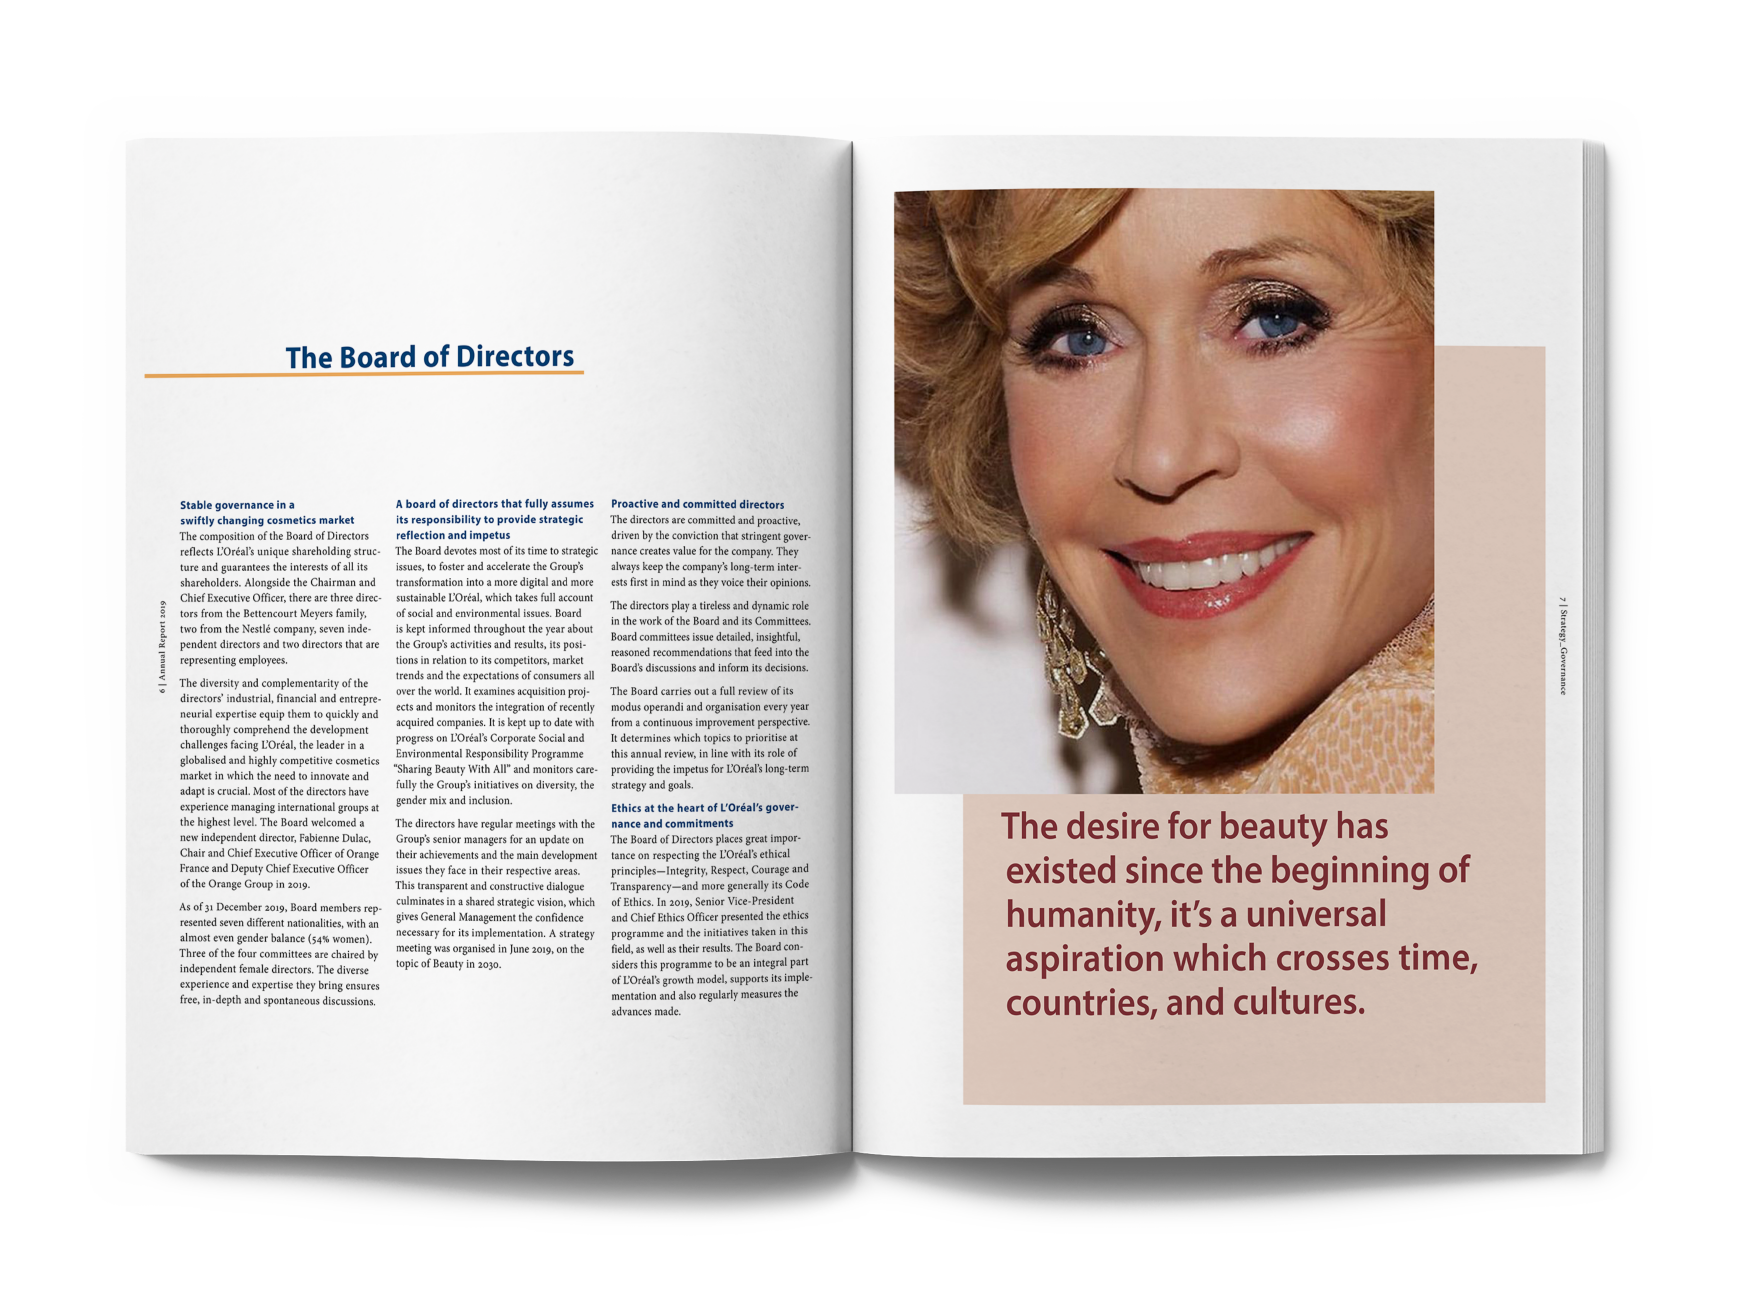 The Board of Directors
Stable governance in a
swiftly changing cosmetics market
The composition of the Board of Directors
reflects L'Oréal's unique shareholding struc-
ture and guarantees the interests of all its
shareholders. Alongside the Chairman and
Chief Executive Officer, there are three direc-
tors from the Bettencourt Meyers family,
two from the Nestlé company, seven inde-
pendent directors and two directors that are
representing employees.
The diversity and complementarity of the
directors' industrial, financial and entrepre-
neurial expertise equip them to quickly and
thoroughly comprehend the development
challenges facing L'Oréal, the leader in a
globalised and highly competitive cosmetics
market in which the need to innovate and
adapt is crucial. Most of the directors have
experience managing international groups at
the highest level. The Board welcomed a
new independent director, Fabienne Dulac,
Chair and Chief Executive Officer of Orange
France and Deputy Chief Executive Officer
of the Orange Group in 2019.
As of 31 December 2019, Board members rep-
resented seven different nationalities, with an
almost even gender balance (54% women).
Three of the four committees are chaired by
independent female directors. The diverse
experience and expertise they bring ensures
free, in-depth and spontaneous discussions.
A board of directors that fully assumes
its responsibility to provide strategic
reflection and impetus
The Board devotes most of its time to strategic
issues, to foster and accelerate the Group's
transformation into a more digital and more
sustainable L'Oréal, which takes full account
of social and environmental issues. Board
is kept informed throughout the year about
the Group's activities and results, its posi-
tions in relation to its competitors, market
trends and the expectations of consumers all
over the world. It examines acquisition proj-
ects and monitors the integration of recently
acquired companies. It is kept up to date with
progress on L'Oréal's Corporate Social and
Environmental Responsibility Programme
"Sharing Beauty With All" and monitors care-
fully the Group's initiatives on diversity, the
gender mix and inclusion.
The directors have regular meetings with the
Group's senior managers for an update on
their achievements and the main development
issues they face in their respective areas.
This transparent and constructive dialogue
culminates in a shared strategic vision, which
gives General Management the confidence
necessary for its implementation. A strategy
meeting was organised in June 2019, on the
topic of Beauty in 2030.
Proactive and committed directors
The directors are committed and proactive,
driven by the conviction that stringent gover-
nance creates value for the company. They
always keep the company's long-term inter-
ests first in mind as they voice their opinions.
The directors play a tireless and dynamic role
in the work of the Board and its Committees.
Board committees issue detailed, insightful,
reasoned recommendations that feed into the
Board's discussions and inform its decisions.
The Board carries out a full review of its
modus operandi and organisation every year
from a continuous improvement perspective.
It determines which topics to prioritise at
this annual review, in line with its role of
providing the impetus for L'Oréal's long-term
strategy and goals.
Ethics at the heart of L'Oréal's gover-
nance and commitments
The Board of Directors places great impor-
tance on respecting the L'Oréal's ethical
principles—Integrity, Respect, Courage and
Transparency—and more generally its Code
of Ethics. In 2019, Senior Vice-President
and Chief Ethics Officer presented the ethics
programme and the initiatives taken in this
field, as well as their results. The Board con-
siders this programme to be an integral part
of L'Oréal's growth model, supports its imple-
mentation and also regularly measures the
advances made.
6 | Annual Report 2019
The desire for beauty has
existed since the beginning of
humanity, it's a universal
aspiration which crosses time,
countries, and cultures.
7 | Strategy_Governance